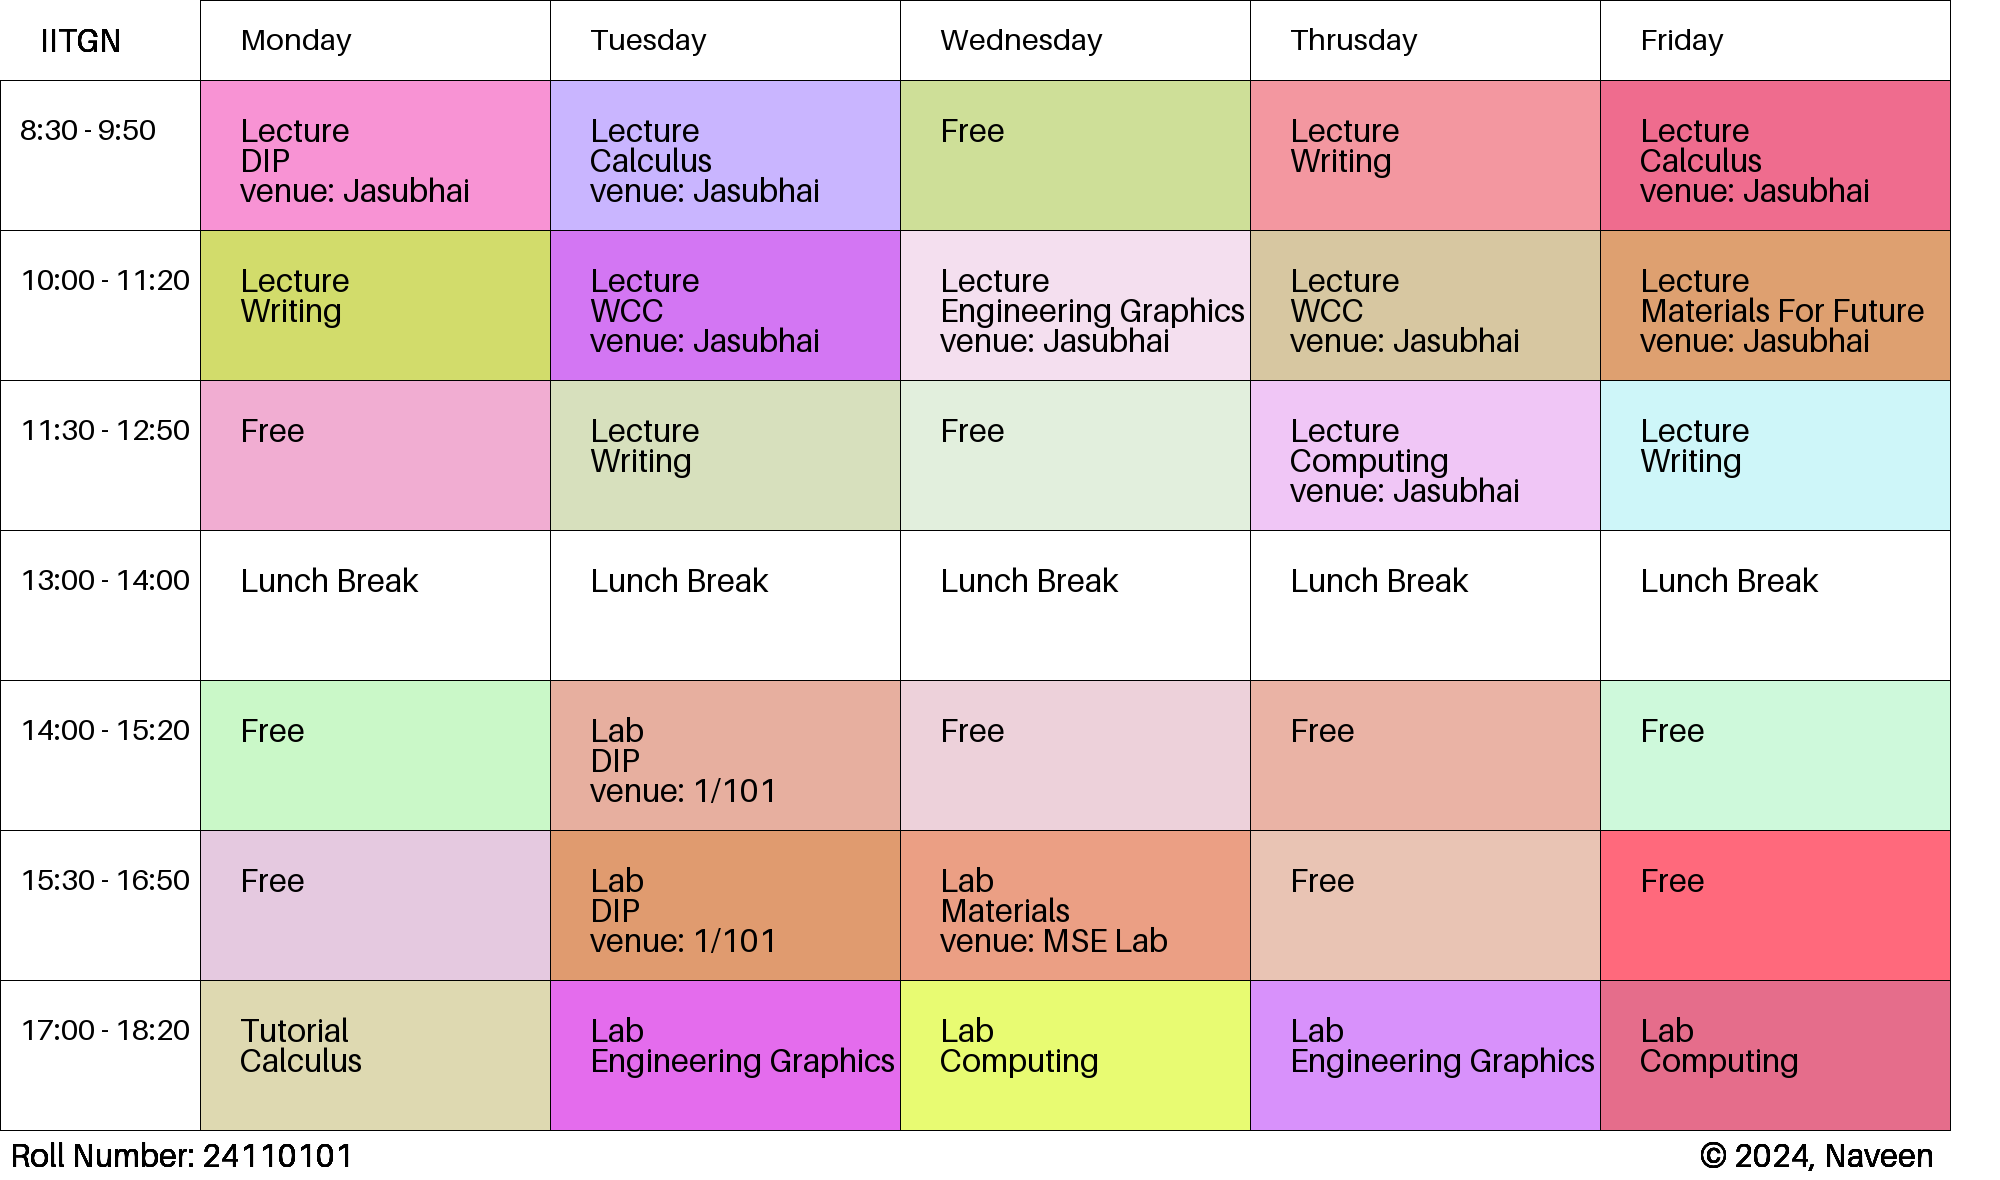 IITGN
Monday
Tuesday
Wednesday
Thrusday
Friday
8:30 - 9:50
Lecture
DIP
venue: Jasubhai
Lecture
Calculus
venue: Jasubhai
Free
Lecture
Writing
Lecture
Calculus
venue: Jasubhai
10:00 - 11:20
Lecture
Writing
Lecture
WCC
venue: Jasubhai
Lecture
Engineering Graphics
venue: Jasubhai
Lecture
WCC
venue: Jasubhai
Lecture
Materials For Future
venue: Jasubhai
11:30 - 12:50
Free
Lecture
Writing
Free
Lecture
Computing
venue: Jasubhai
Lecture
Writing
13:00 - 14:00
Lunch Break
Lunch Break
Lunch Break
Lunch Break
Lunch Break
14:00 - 15:20
Free
Lab
DIP
venue: 1/101
Free
Free
Free
15:30 - 16:50
Free
Lab
DIP
venue: 1/101
Lab
Materials
venue: MSE Lab
Free
Free
17:00 - 18:20
Tutorial
Calculus
Lab
Engineering Graphics
Lab
Computing
Lab
Engineering Graphics
Lab
Computing
Roll Number: 24110101
© 2024, Naveen